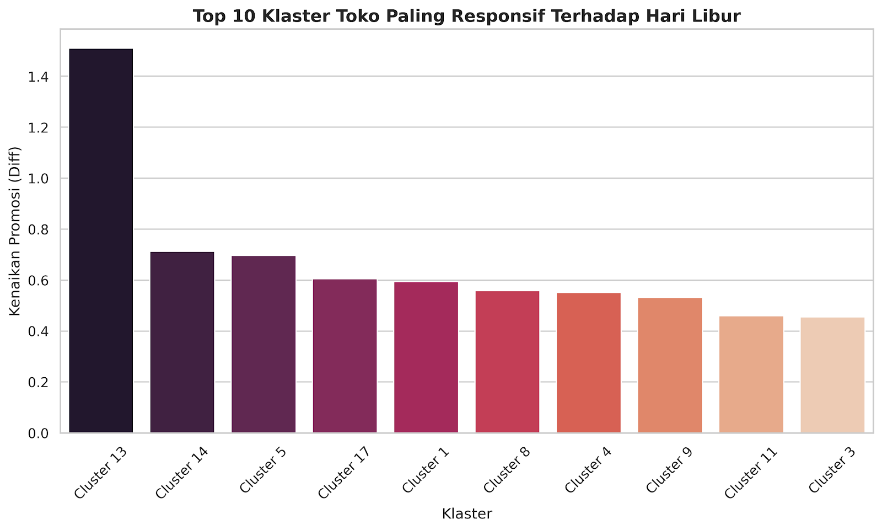 Top 10 Klaster Toko Paling Responsif Terhadap Hari Libur
Kenaikan Promosi (Diff)
1.4
1.2
1.0
0.8
0.6
0.4
0.2
0.0
Cluster 13
Cluster 14
Cluster 5
Cluster 17
Cluster 1
Cluster 8
Cluster 4
Cluster 9
Cluster 11
Cluster 3
Klaster